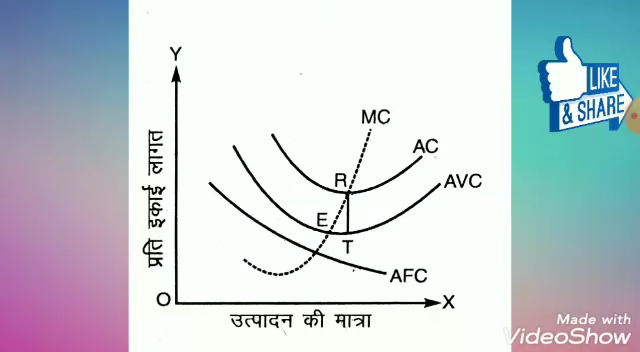 Y
LIKE
& SHARE
MC
AC
R
AVC
E
T
AFC
प्रति इकाई लागत
O
X
उत्पादन की मात्रा
Made with
VideoShow